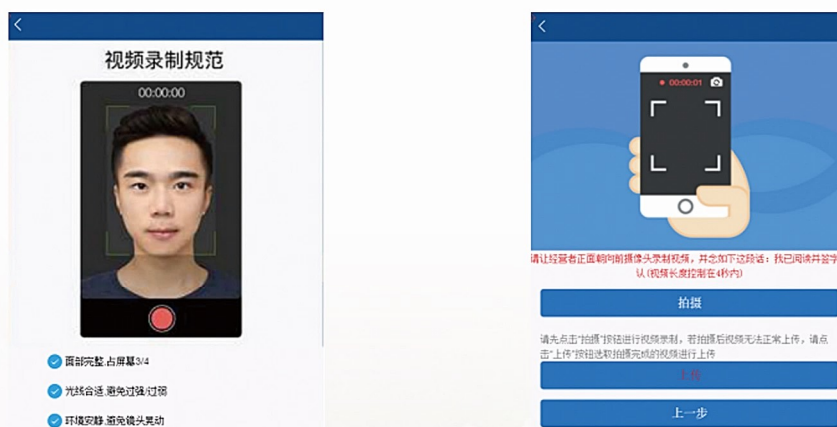 视频录制规范
00:00:00
面部完整,占屏幕3/4
光线合适,避免过强/过弱
环境安静,避免镜头晃动
00:00:01
请让经营者正面朝向前摄像头录制视频，并念如下这段话：我已阅读并签字
认(视频长度控制在4秒内)
拍摄
请先点击"拍摄"按钮进行视频录制，若拍摄后视频无法正常上传，请点
击"上传"按钮选取拍摄完成的视频进行上传
上传
上一步